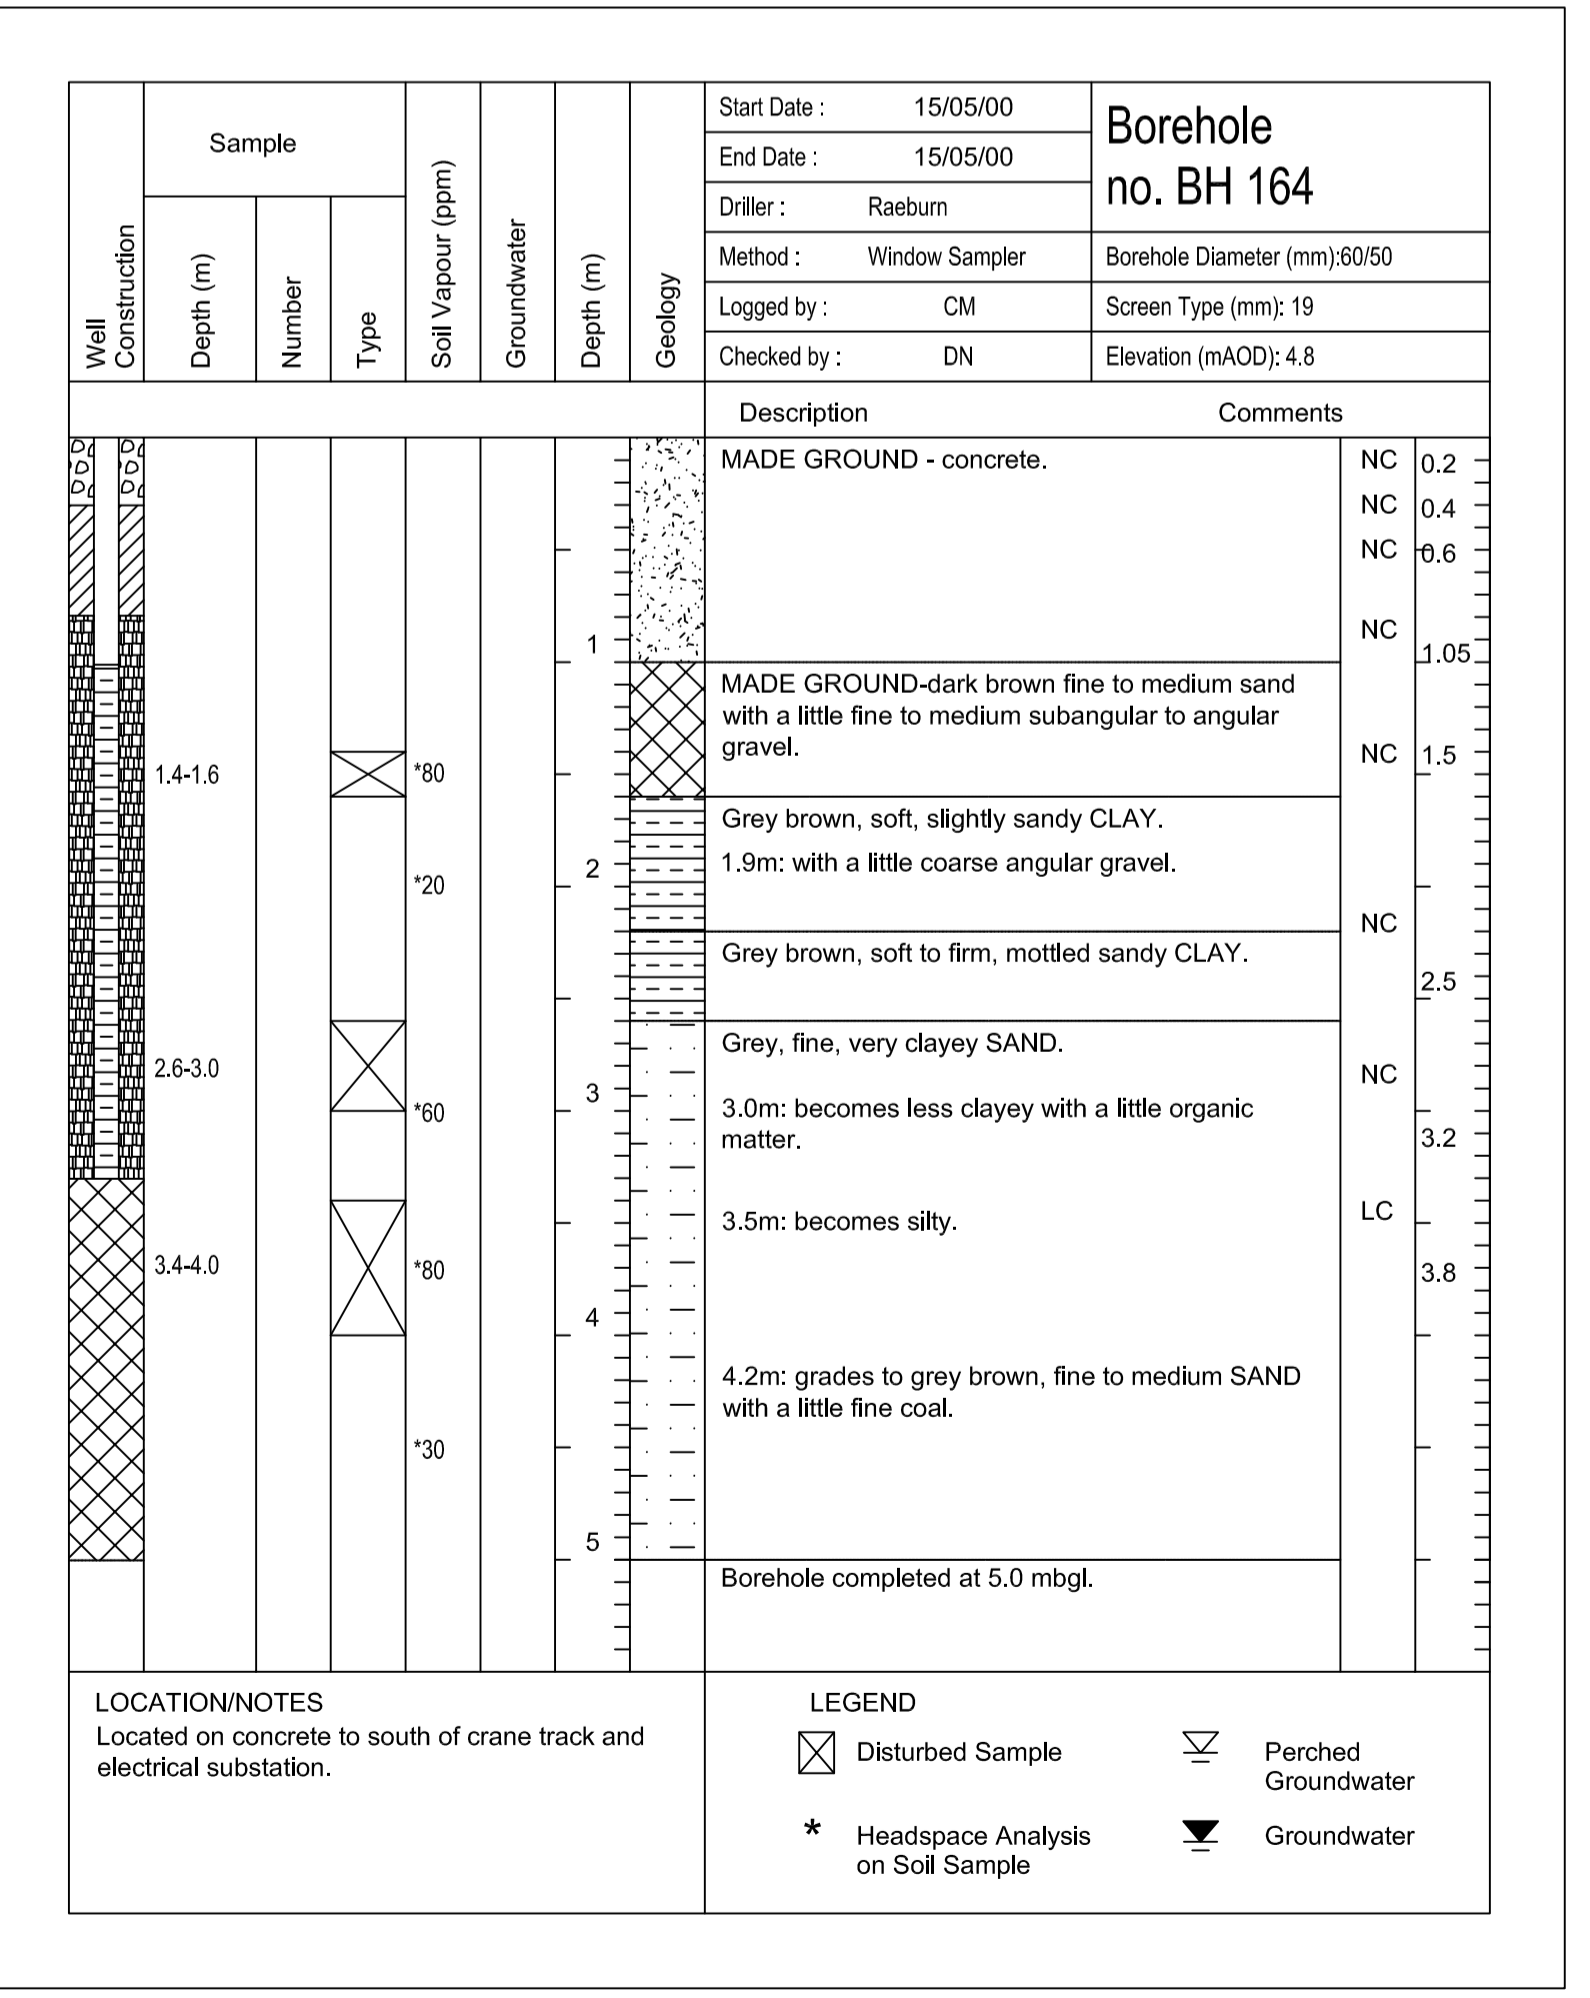 Well
Construction
Sample
Depth (m)
Number
Type
Soil Vapour (ppm)
Groundwater
Depth (m)
Geology
Start Date : 15/05/00
End Date : 15/05/00
Driller : Raeburn
Method : Window Sampler
Logged by : CM
Checked by : DN
Borehole
no. BH 164
Borehole Diameter (mm):60/50
Screen Type (mm): 19
Elevation (mAOD): 4.8
Description Comments
MADE GROUND - concrete. NC 0.2
NC 0.4
NC 0.6
1 NC 1.05
MADE GROUND-dark brown fine to medium sand
with a little fine to medium subangular to angular
gravel.
1.4-1.6 *80 NC 1.5
Grey brown, soft, slightly sandy CLAY.
2 1.9m: with a little coarse angular gravel.
*20
NC
Grey brown, soft to firm, mottled sandy CLAY.
2.5
Grey, fine, very clayey SAND.
2.6-3.0 NC
3
*60 3.0m: becomes less clayey with a little organic
matter. 3.2
3.5m: becomes silty. LC
3.4-4.0 *80 3.8
4
4.2m: grades to grey brown, fine to medium SAND
with a little fine coal.
*30
5
Borehole completed at 5.0 mbgl.
LOCATION/NOTES
Located on concrete to south of crane track and
electrical substation.
LEGEND
Disturbed Sample
Perched
Groundwater
* Headspace Analysis
on Soil Sample
Groundwater